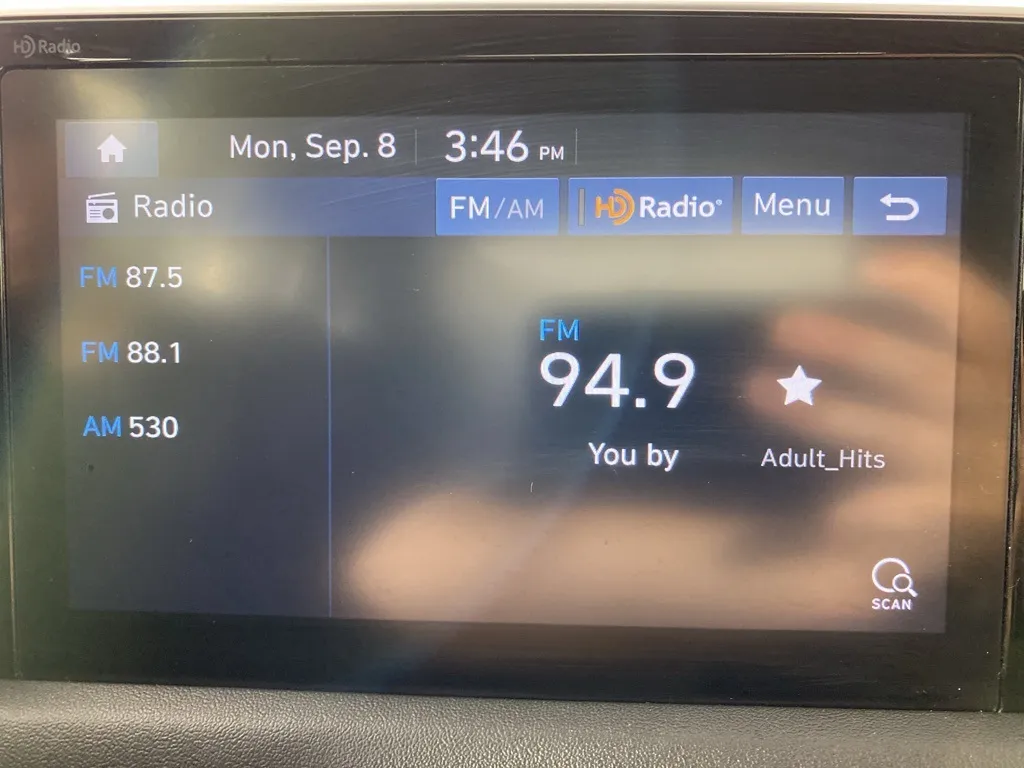 HD Radio
Mon, Sep. 8 3:46 PM
Radio FM/AM HD Radio® Menu
FM 87.5
FM 88.1
AM 530
FM
94.9
You by Adult_Hits
SCAN